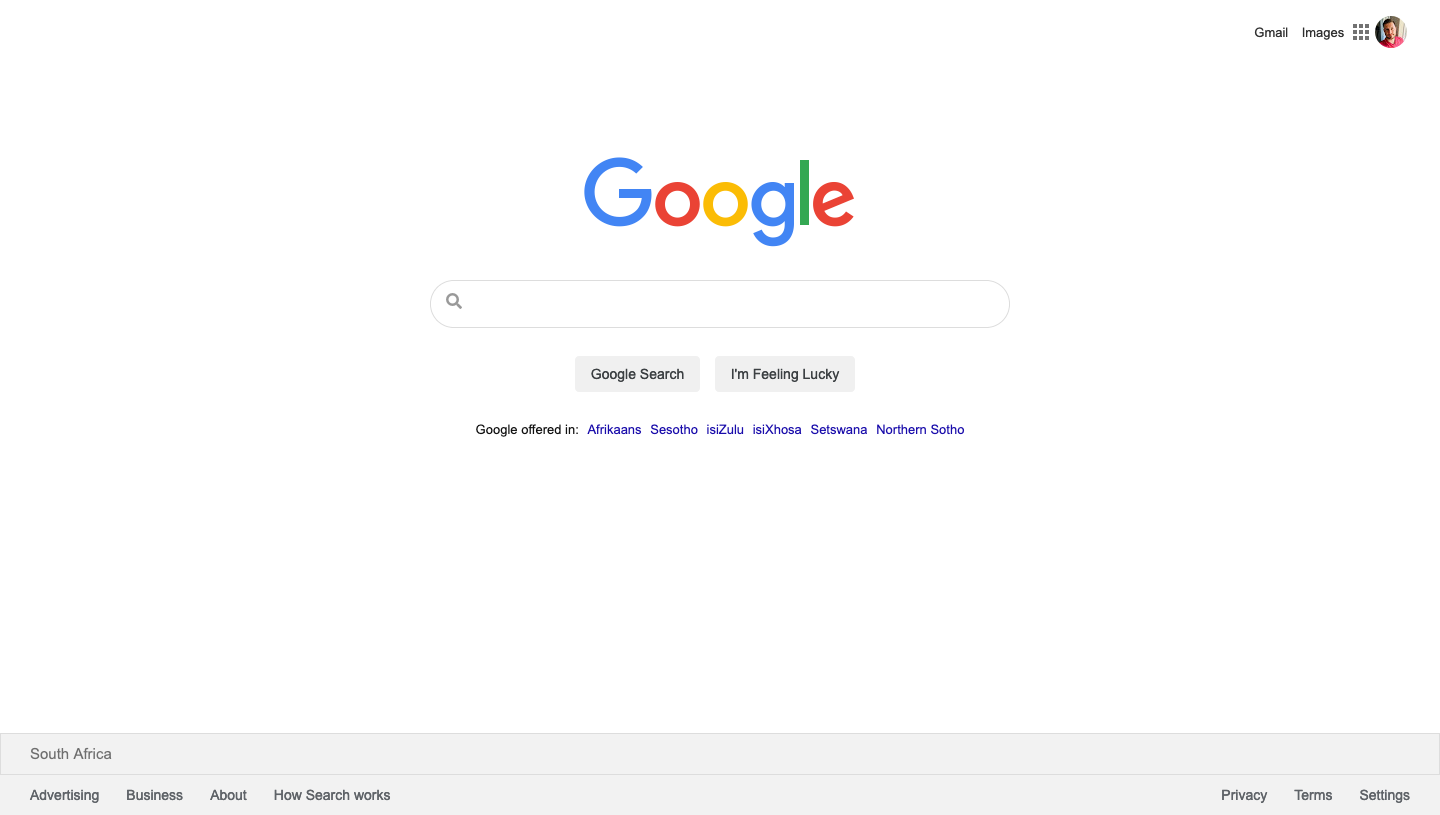 Gmail Images
Google
Google Search I'm Feeling Lucky
Google offered in: Afrikaans Sesotho isiZulu isiXhosa Setswana Northern Sotho
South Africa
Advertising Business About How Search works Privacy Terms Settings